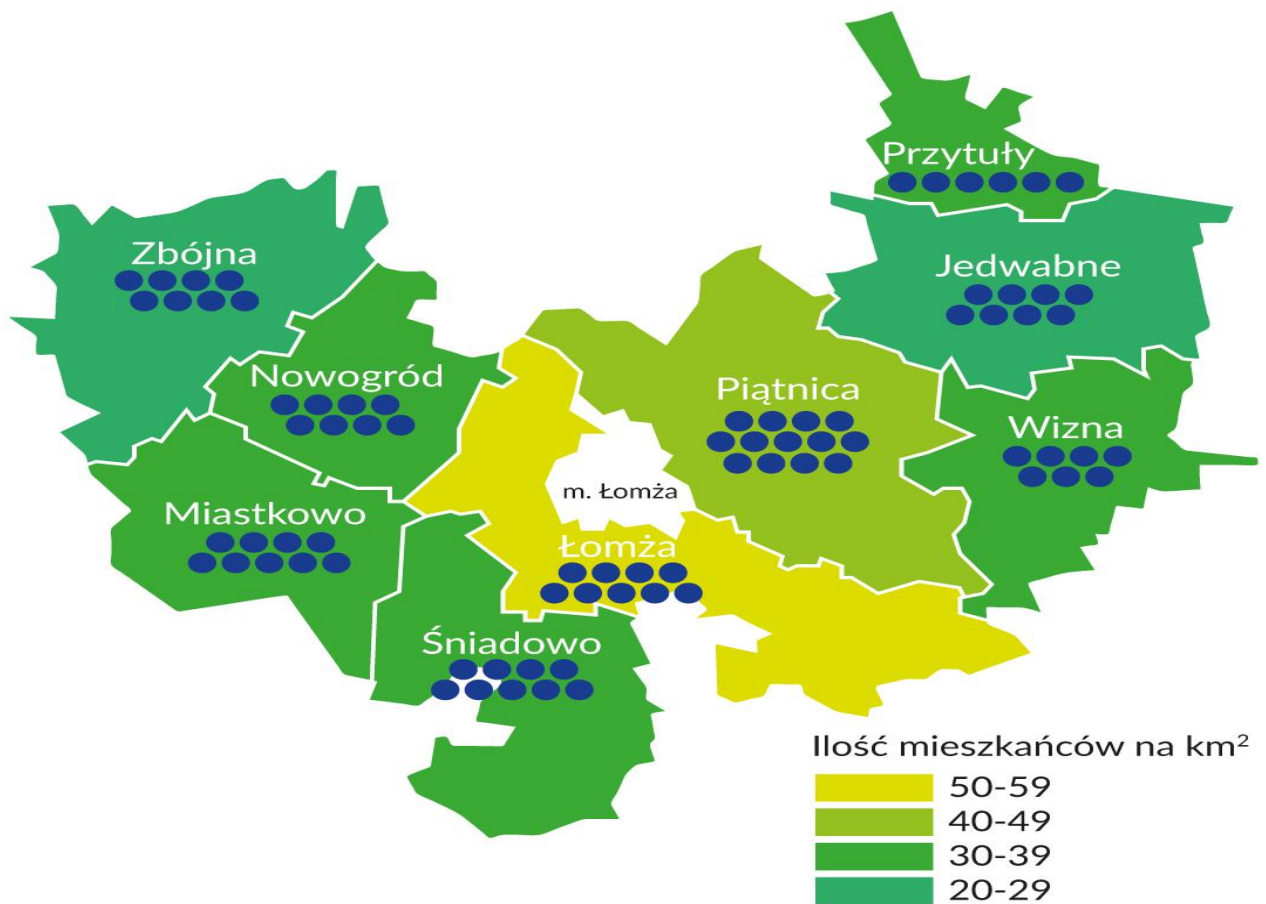 Przytuły
Zbójna
Jedwabne
Nowogród
Piątnica
Wizna
m. Łomża
Miastkowo
Łomża
Śniadowo
Ilość mieszkańców na km²
50-59
40-49
30-39
20-29